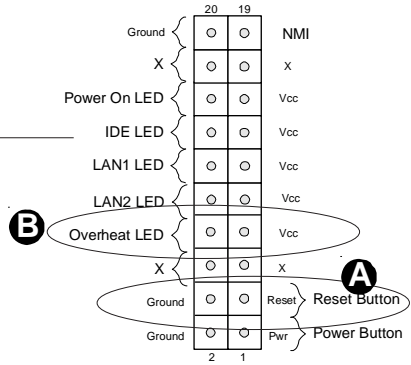 20 19
Ground NMI
X X
Power On LED Vcc
IDE LED Vcc
LAN1 LED Vcc
LAN2 LED Vcc
B Overheat LED Vcc
X X A
Ground Reset Reset Button
Ground Pwr Power Button
2 1